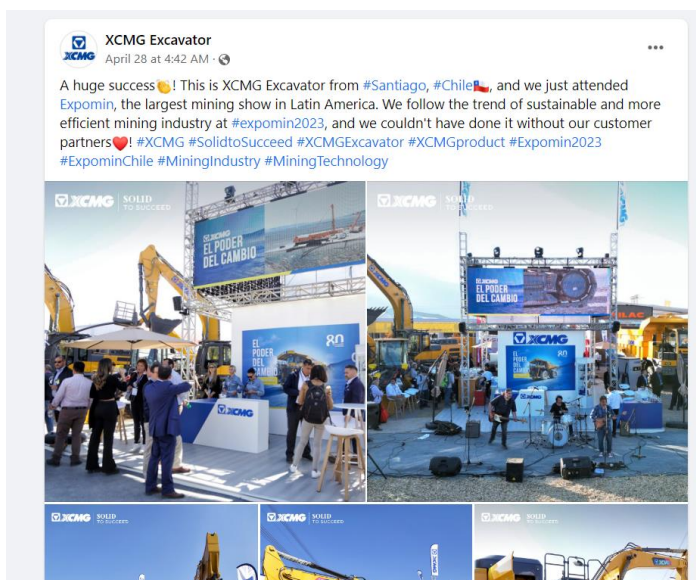 XCMG Excavator
XCMG
April 28 at 4:42 AM ·
A huge success👏! This is XCMG Excavator from #Santiago, #Chile🇨🇱, and we just attended
Expomin, the largest mining show in Latin America. We follow the trend of sustainable and more
efficient mining industry at #expomin2023, and we couldn't have done it without our customer
partners❤️! #XCMG #SolidtoSucceed #XCMGExcavator #XCMGproduct #Expomin2023
#ExpominChile #MiningIndustry #MiningTechnology
XCMG SOLID
TO SUCCEED
XCMG
EL PODER
DEL CAMBIO
EL
PODER
DEL
CAMBIO
80
XCMG
XCMG SOLID
TO SUCCEED
XCMG
EL PODER
DEL CAMBIO
XCMG
EL
PODER
DEL
CAMBIO
80
XCMG SOLID
TO SUCCEED
XCMG SOLID
TO SUCCEED
XCMG
XCMG SOLID
TO SUCCEED